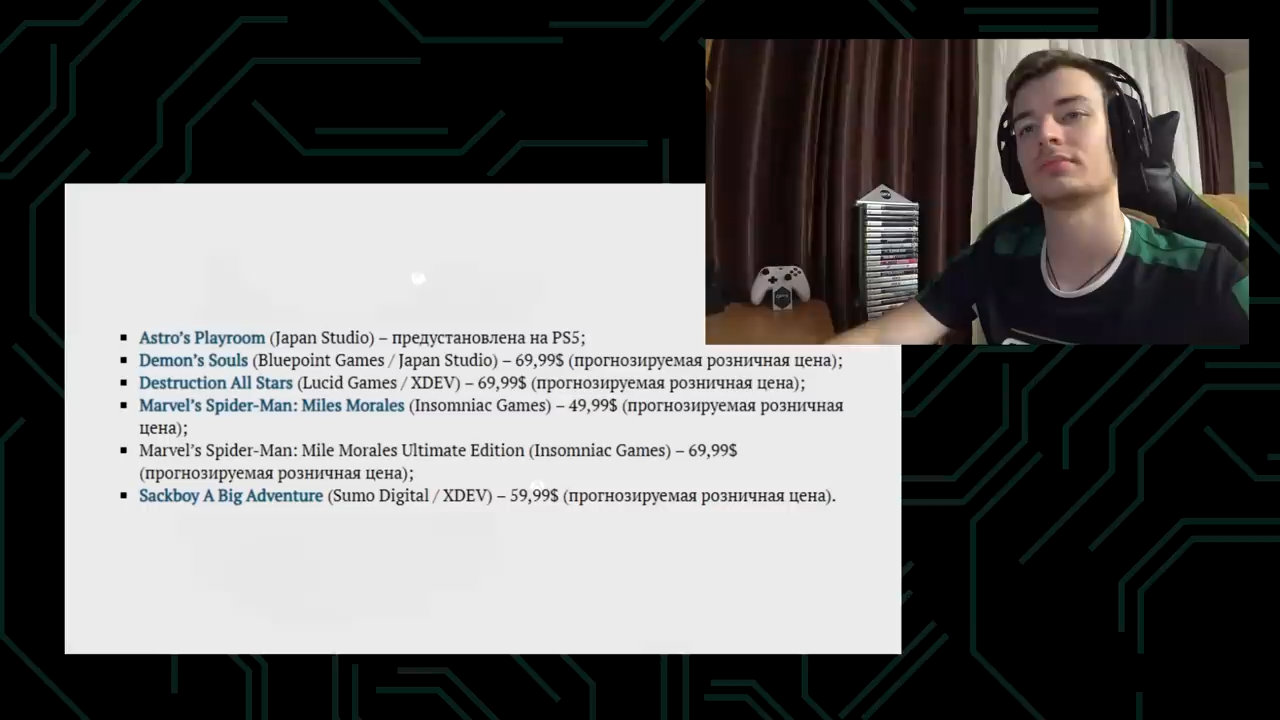 ▪ Astro's Playroom (Japan Studio) – предустановлена на PS5;
▪ Demon's Souls (Bluepoint Games / Japan Studio) – 69,99$ (прогнозируемая розничная цена);
▪ Destruction All Stars (Lucid Games / XDEV) – 69,99$ (прогнозируемая розничная цена);
▪ Marvel's Spider-Man: Miles Morales (Insomniac Games) – 49,99$ (прогнозируемая розничная
цена);
▪ Marvel's Spider-Man: Mile Morales Ultimate Edition (Insomniac Games) – 69,99$
(прогнозируемая розничная цена);
▪ Sackboy A Big Adventure (Sumo Digital / XDEV) – 59,99$ (прогнозируемая розничная цена).